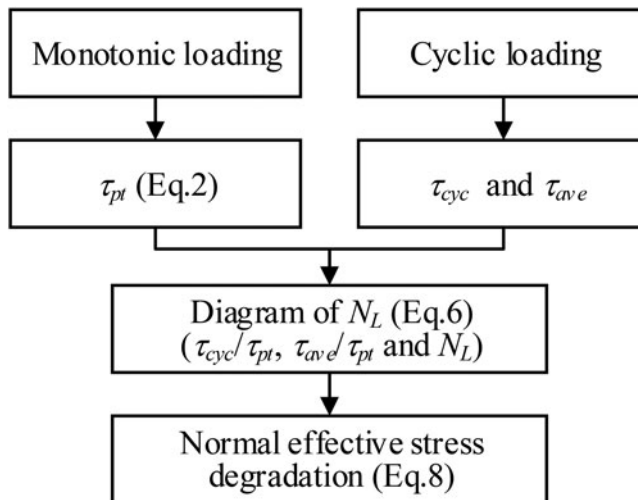 Monotonic loading
Cyclic loading
τpt (Eq.2)
τcyc and τave
Diagram of NL (Eq.6)
(τcyc/τpt, τave/τpt and NL)
Normal effective stress
degradation (Eq.8)